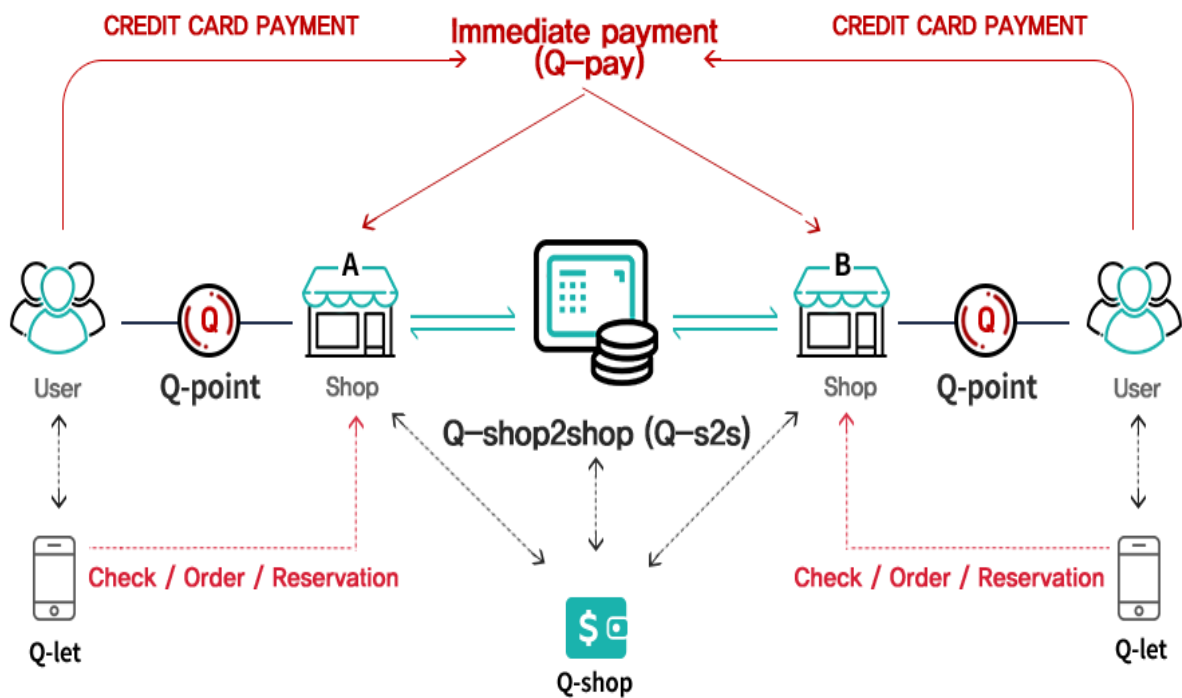 CREDIT CARD PAYMENT
Immediate payment
(Q-pay)
CREDIT CARD PAYMENT
A
B
Q
Q
User
Q-point
Shop
Shop
Q-point
User
Q-shop2shop (Q-s2s)
Check / Order / Reservation
Check / Order / Reservation
$
Q-let
Q-let
Q-shop